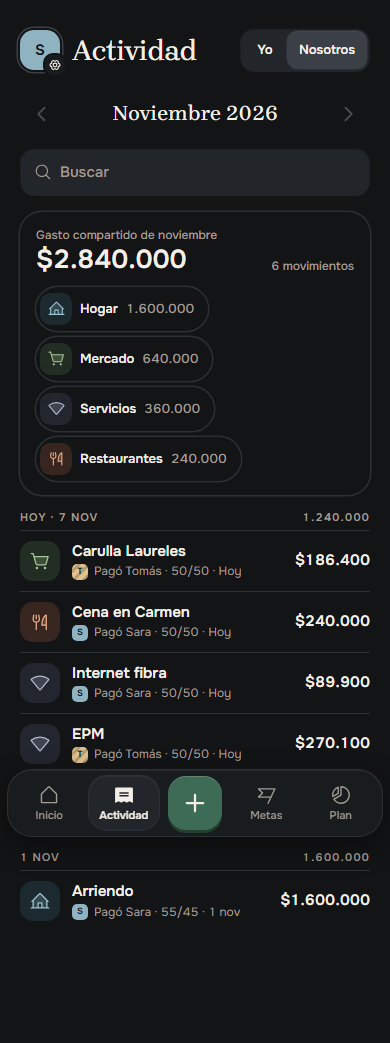 S
Actividad
Yo
Nosotros
Noviembre 2026
Buscar
Gasto compartido de noviembre
$2.840.000
6 movimientos
Hogar 1.600.000
Mercado 640.000
Servicios 360.000
Restaurantes 240.000
HOY · 7 NOV 1.240.000
Carulla Laureles
$186.400
T Pagó Tomás · 50/50 · Hoy
Cena en Carmen
$240.000
S Pagó Sara · 50/50 · Hoy
Internet fibra
$89.900
S Pagó Sara · 50/50 · Hoy
EPM
$270.100
T Pagó Tomás · 50/50 · Hoy
Inicio
Actividad
Metas
Plan
1 NOV 1.600.000
Arriendo
$1.600.000
S Pagó Sara · 55/45 · 1 nov